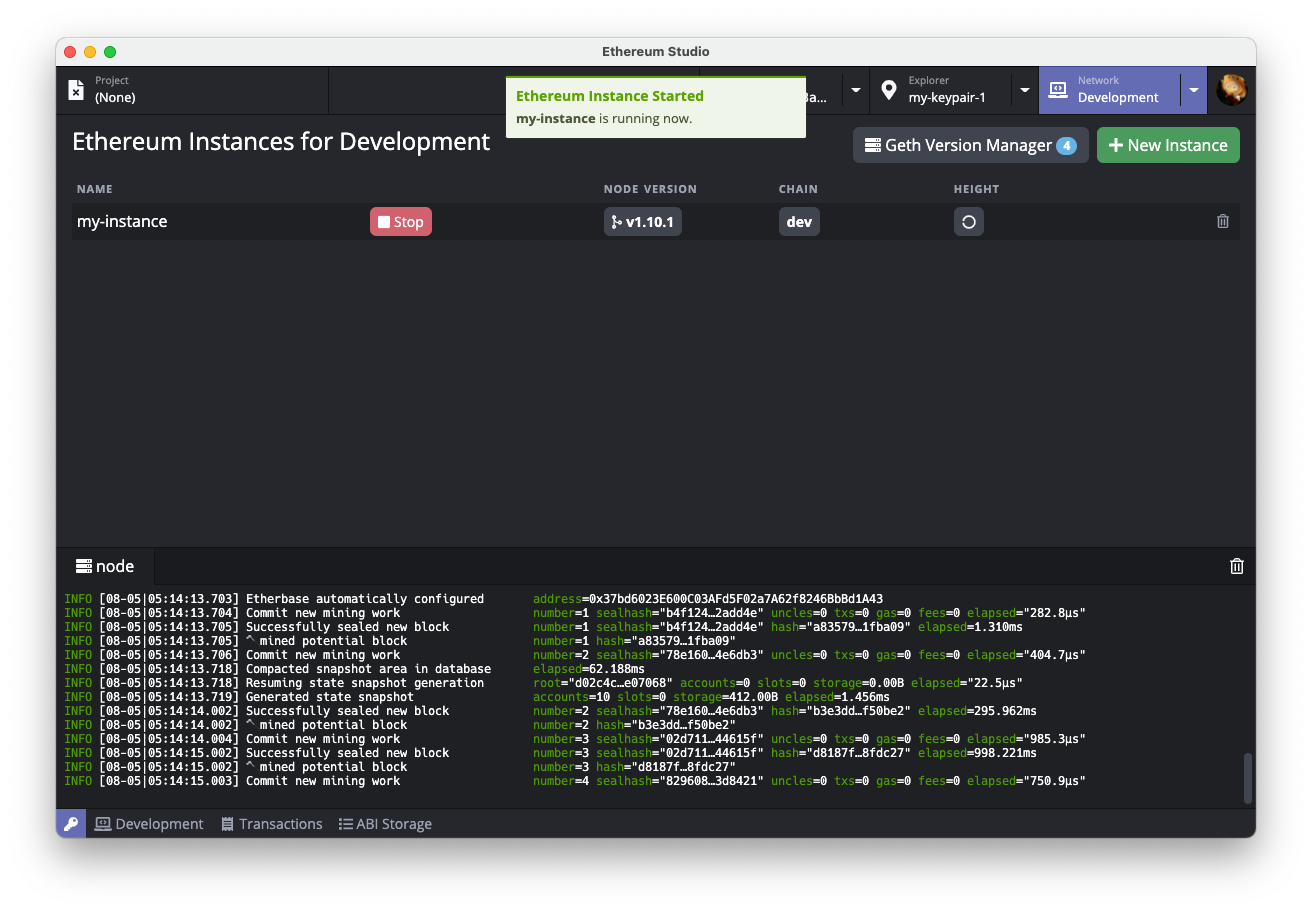 Ethereum Studio
Project
(None)
Ethereum Instance Started
my-instance is running now.
Explorer
my-keypair-1
Network
Development
Ethereum Instances for Development
Geth Version Manager 4
New Instance
NAME NODE VERSION CHAIN HEIGHT
my-instance Stop v1.10.1 dev
node
INFO [08-05|05:14:13.703] Etherbase automatically configured address=0x37bd6023E600C03AFd5F02a7A62f8246BbBd1A43
INFO [08-05|05:14:13.704] Commit new mining work number=1 sealhash="b4f124…2add4e" uncles=0 txs=0 gas=0 fees=0 elapsed="282.8µs"
INFO [08-05|05:14:13.705] Successfully sealed new block number=1 sealhash="b4f124…2add4e" hash="a83579…1fba09" elapsed=1.310ms
INFO [08-05|05:14:13.705] ^ mined potential block number=1 hash="a83579…1fba09"
INFO [08-05|05:14:13.706] Commit new mining work number=2 sealhash="78e160…4e6db3" uncles=0 txs=0 gas=0 fees=0 elapsed="404.7µs"
INFO [08-05|05:14:13.718] Compacted snapshot area in database elapsed=62.188ms
INFO [08-05|05:14:13.718] Resuming state snapshot generation root="d02c4c…e07068" accounts=0 slots=0 storage=0.00B elapsed="22.5µs"
INFO [08-05|05:14:13.719] Generated state snapshot accounts=10 slots=0 storage=412.00B elapsed=1.456ms
INFO [08-05|05:14:14.002] Successfully sealed new block number=2 sealhash="78e160…4e6db3" hash="b3e3dd…f50be2" elapsed=295.962ms
INFO [08-05|05:14:14.002] ^ mined potential block number=2 hash="b3e3dd…f50be2"
INFO [08-05|05:14:14.004] Commit new mining work number=3 sealhash="02d711…44615f" uncles=0 txs=0 gas=0 fees=0 elapsed="985.3µs"
INFO [08-05|05:14:15.002] Successfully sealed new block number=3 sealhash="02d711…44615f" hash="d8187f…8fdc27" elapsed=998.221ms
INFO [08-05|05:14:15.002] ^ mined potential block number=3 hash="d8187f…8fdc27"
INFO [08-05|05:14:15.003] Commit new mining work number=4 sealhash="829608…3d8421" uncles=0 txs=0 gas=0 fees=0 elapsed="750.9µs"
Development Transactions ABI Storage